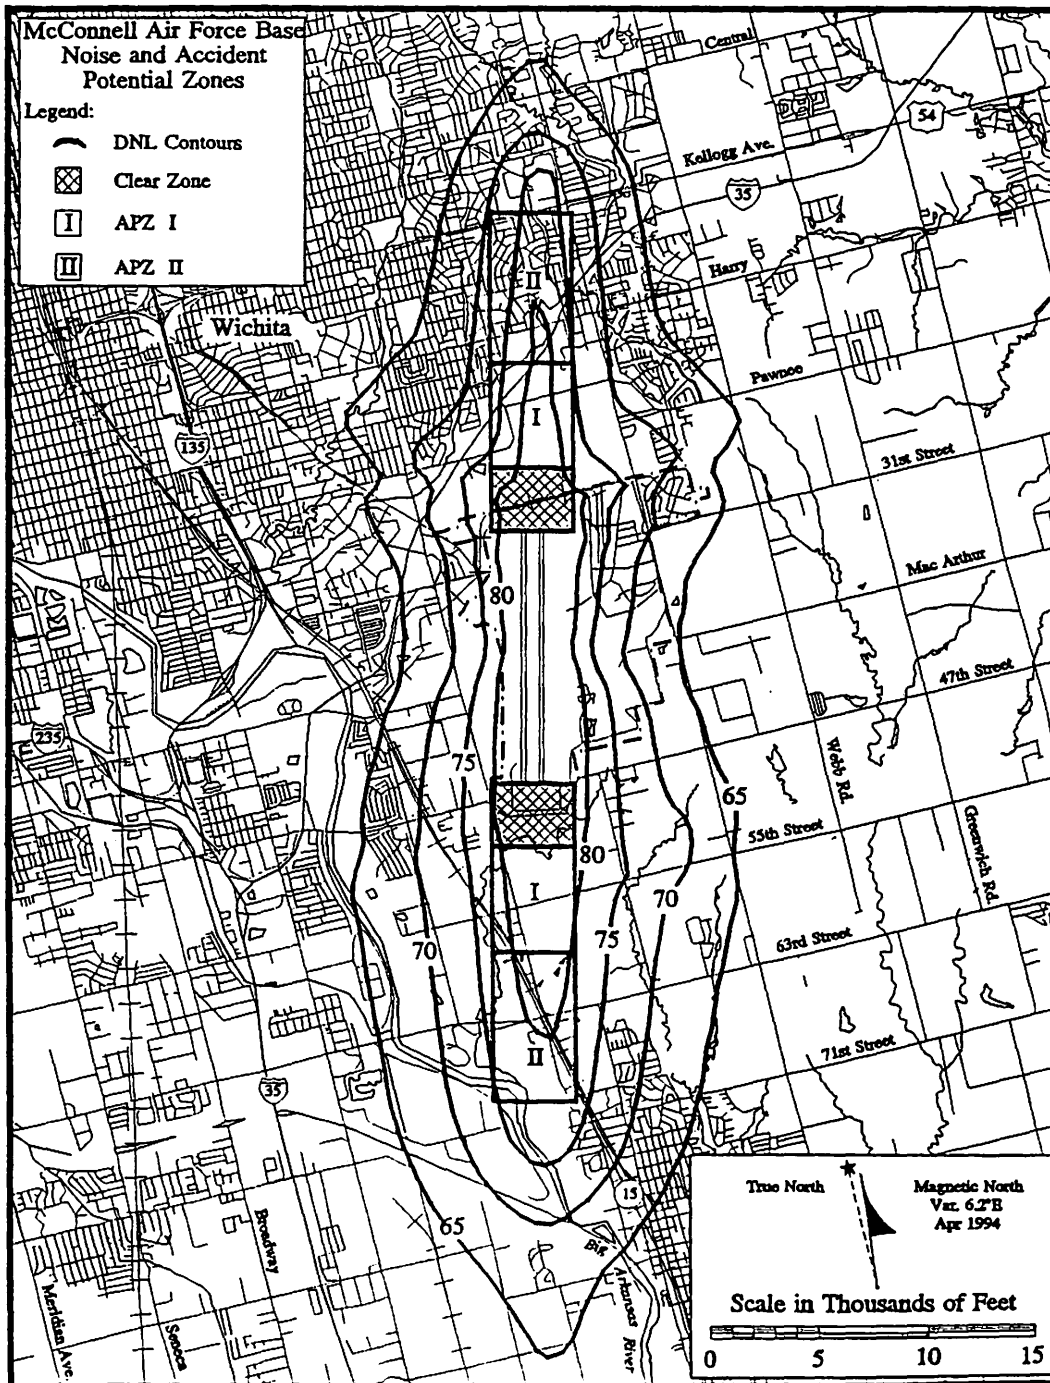 McConnell Air Force Base
Noise and Accident
Potential Zones
Legend:
DNL Contours
Clear Zone
I APZ I
II APZ II
Central
54
Kellogg Ave.
35
Harry
II
Wichita
Pawnee
I
135
31st Street
Mac Arthur
80
47th Street
235
75
Webb Rd.
65
55th Street
Greenwich Rd.
80
I
70
75
63rd Street
70
II
71st Street
35
15
65
Broadway
Big
Arkansas
River
Meridian Ave.
Seneca
True North
Magnetic North
Var. 6.2°E
Apr 1994
Scale in Thousands of Feet
0 5 10 15